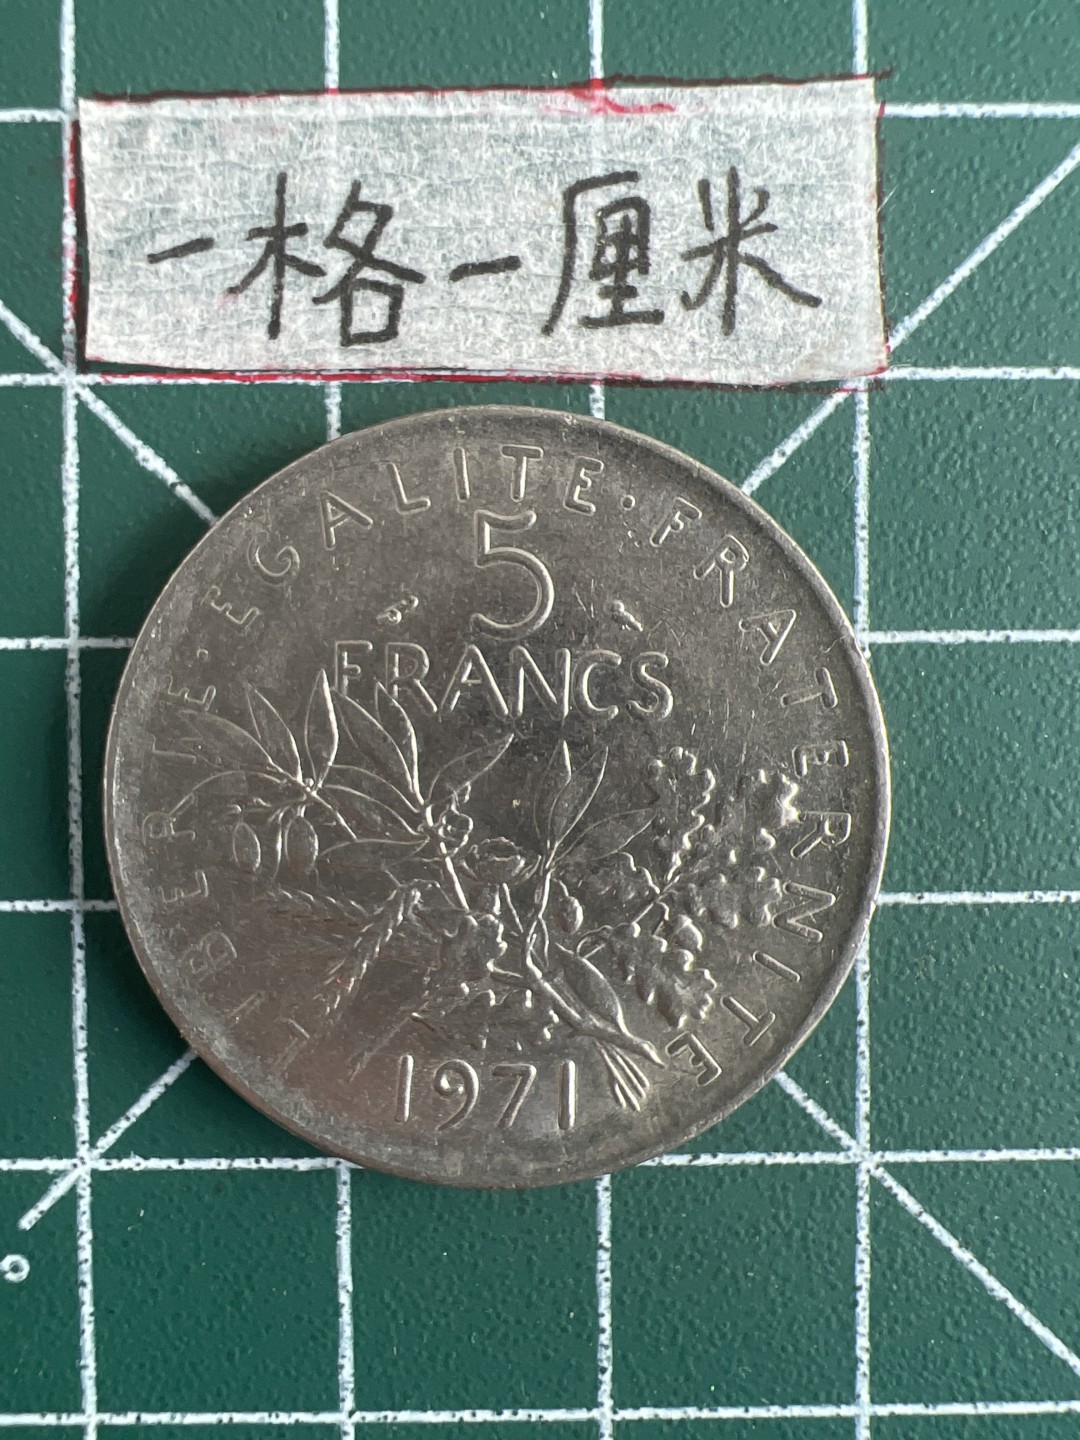 一格一厘米
LIBERTE·EGALITE·FRATERNITE
5
FRANCS
1971